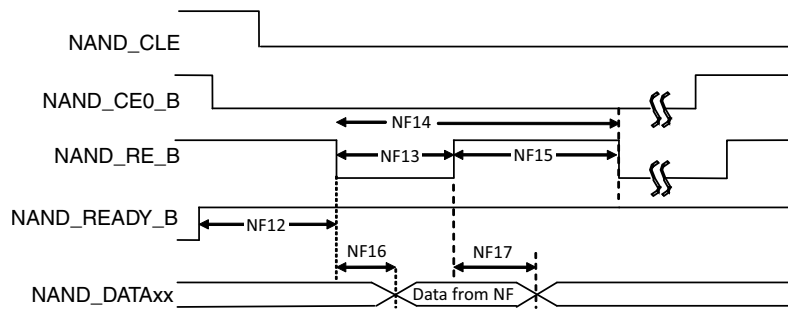 NAND_CLE
NAND_CE0_B
NF14
NAND_RE_B
NF13
NF15
NAND_READY_B
NF12
NF16
NF17
NAND_DATAxx
Data from NF